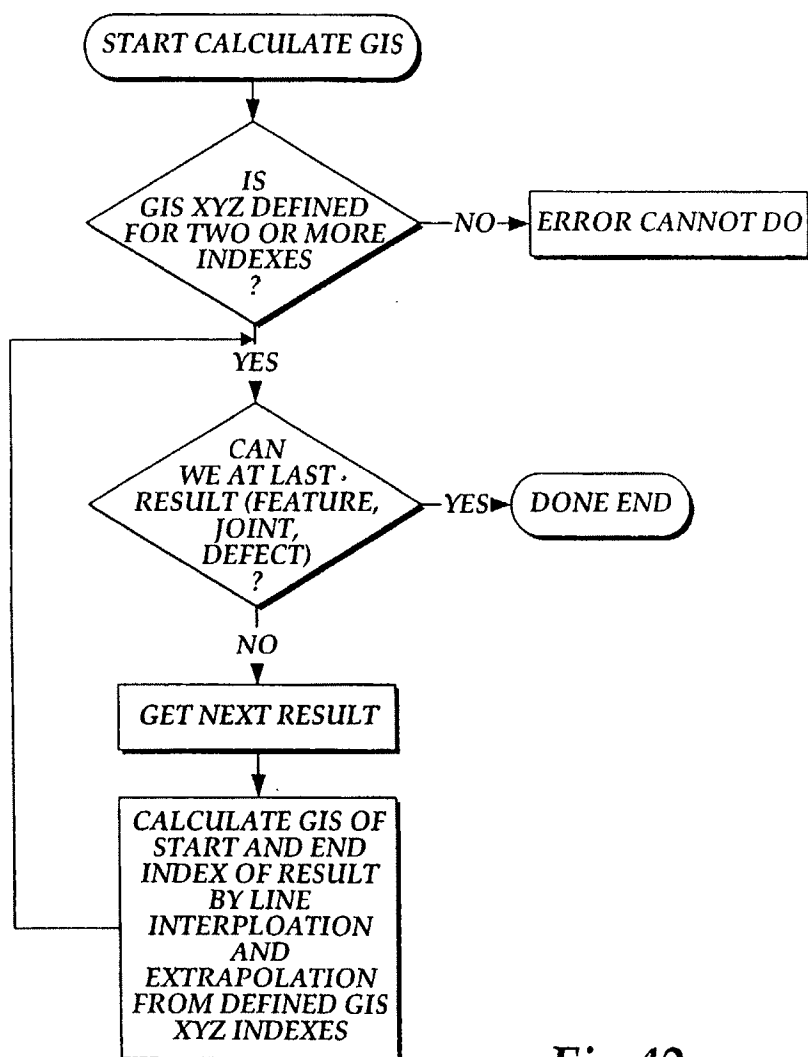 START CALCULATE GIS
IS
GIS XYZ DEFINED
FOR TWO OR MORE
INDEXES
?
NO
ERROR CANNOT DO
YES
CAN
WE AT LAST
RESULT (FEATURE,
JOINT,
DEFECT)
?
YES
DONE END
NO
GET NEXT RESULT
CALCULATE GIS OF
START AND END
INDEX OF RESULT
BY LINE
INTERPLOATION
AND
EXTRAPOLATION
FROM DEFINED GIS
XYZ INDEXES